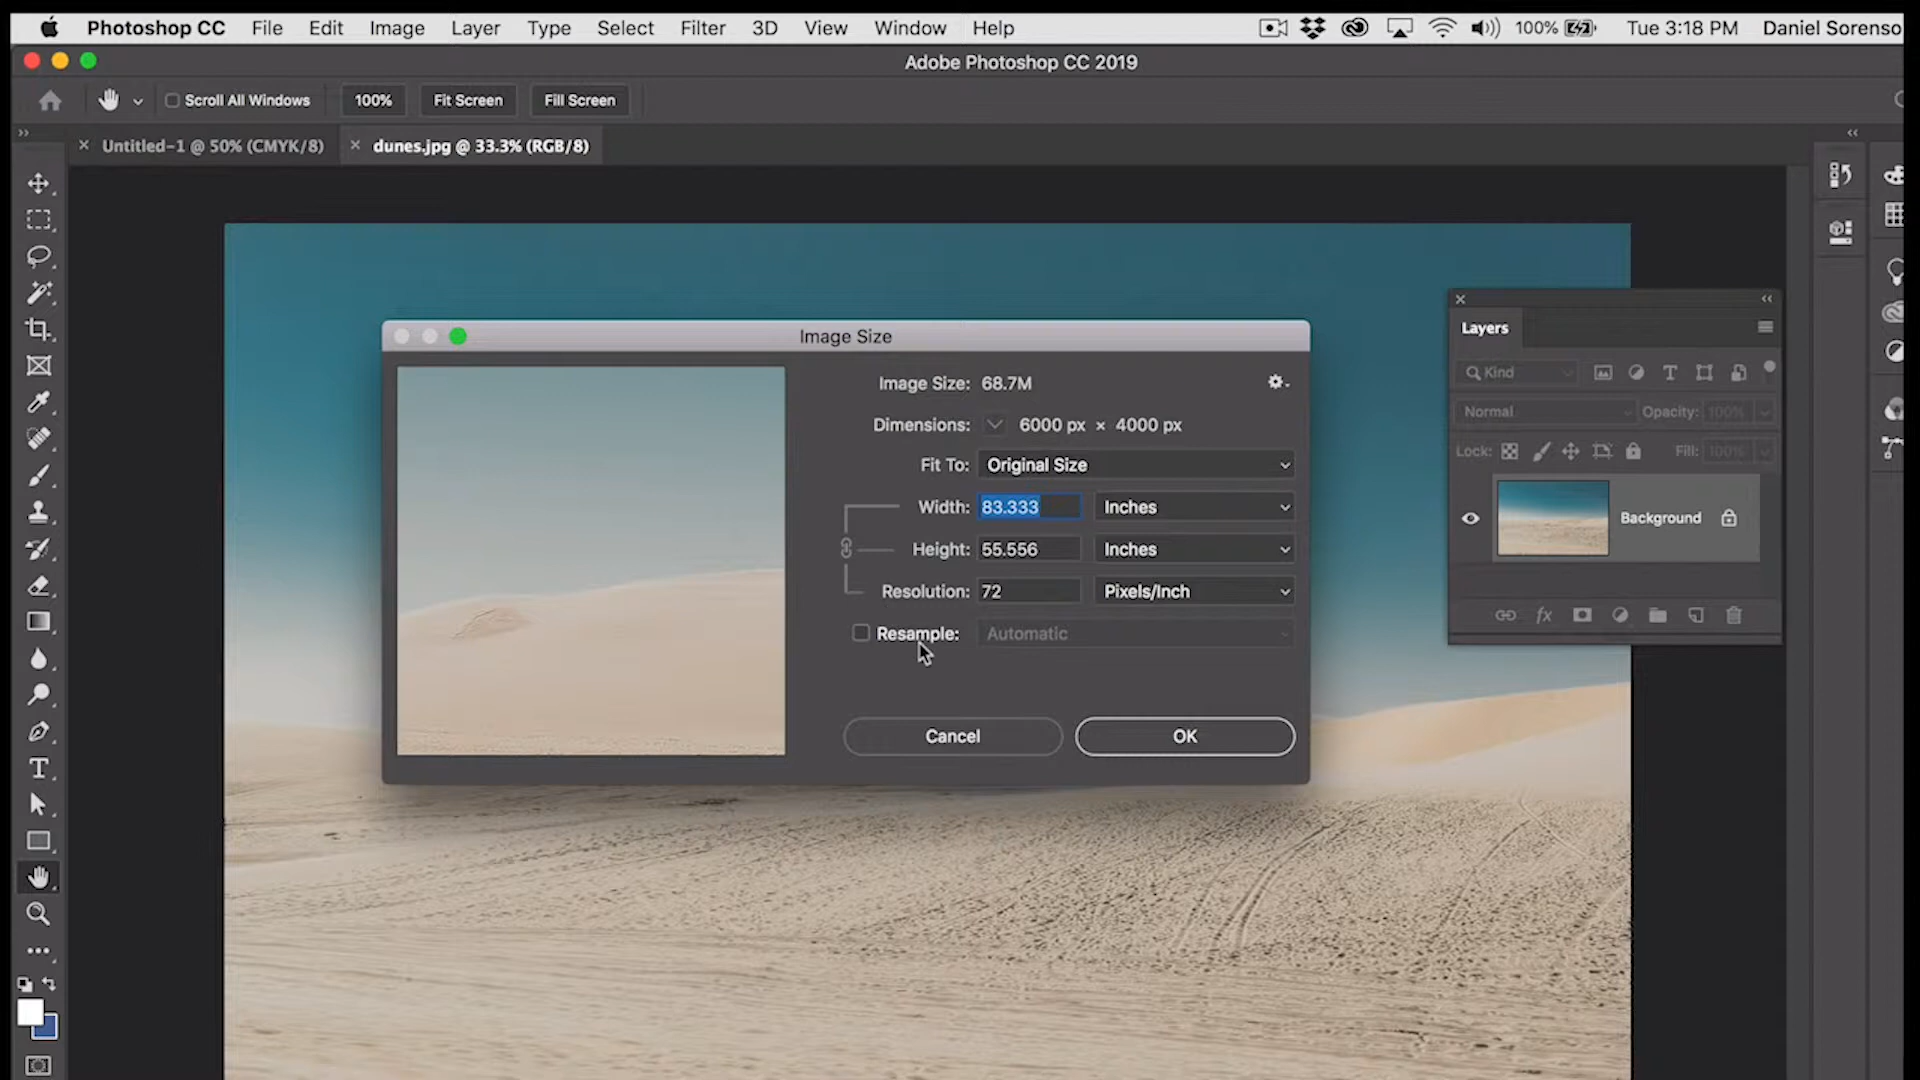 Photoshop CC File Edit Image Layer Type Select Filter 3D View Window Help 100% Tue 3:18 PM Daniel Sorenso
Adobe Photoshop CC 2019
Scroll All Windows 100% Fit Screen Fill Screen
Untitled-1 @ 50% (CMYK/8) dunes.jpg @ 33.3% (RGB/8)
Image Size
Image Size: 68.7M
Dimensions: 6000 px × 4000 px
Fit To: Original Size
Width: 83.333 Inches
Height: 55.556 Inches
Resolution: 72 Pixels/Inch
Resample: Automatic
Cancel OK
Layers
Kind
Normal Opacity: 100%
Lock: Fill: 100%
Background
fx